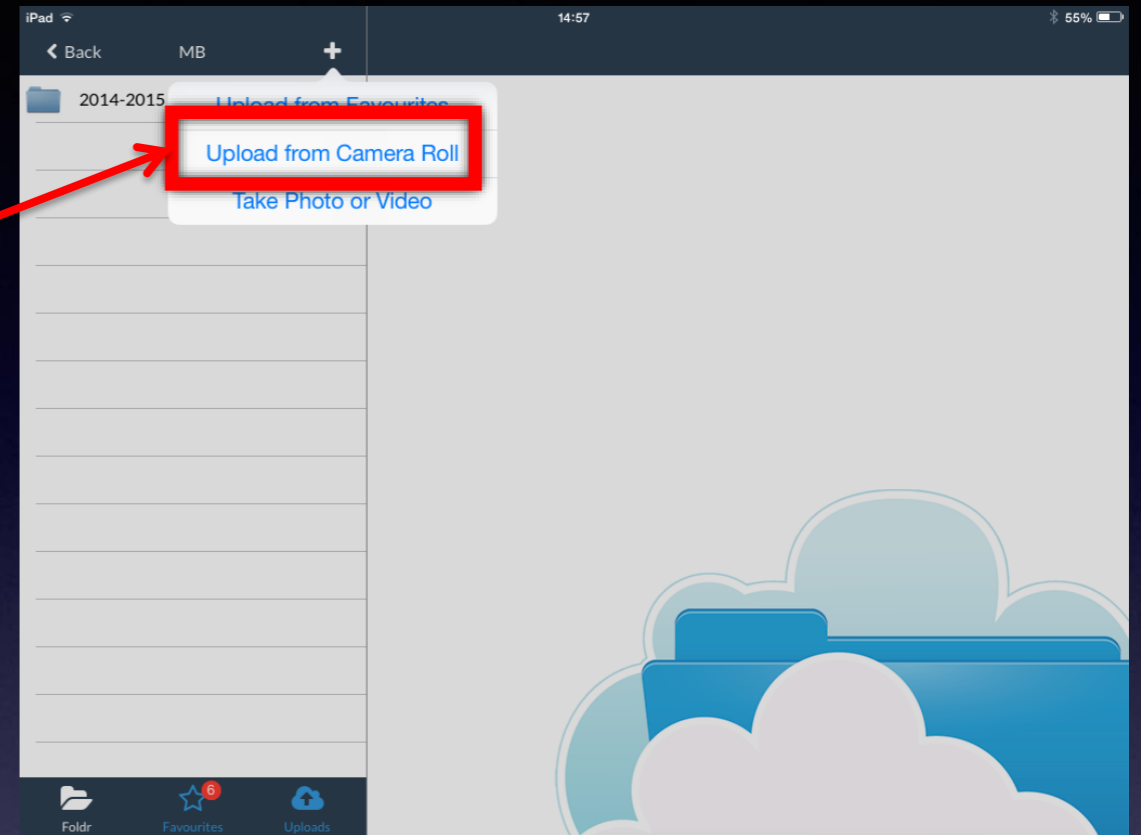 iPad 14:57 55%
Back MB +
2014-2015
Upload from Favourites
Upload from Camera Roll
Take Photo or Video
6
Foldr Favourites Uploads